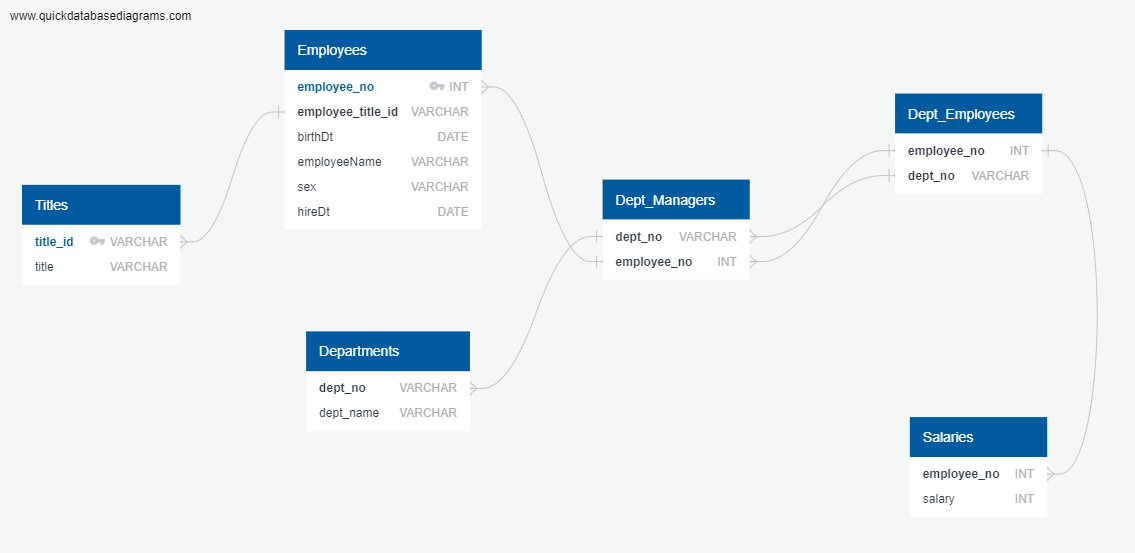 www.quickdatabasediagrams.com
Employees
employee_no INT
employee_title_id VARCHAR
birthDt DATE
employeeName VARCHAR
sex VARCHAR
hireDt DATE
Titles
title_id VARCHAR
title VARCHAR
Departments
dept_no VARCHAR
dept_name VARCHAR
Dept_Managers
dept_no VARCHAR
employee_no INT
Dept_Employees
employee_no INT
dept_no VARCHAR
Salaries
employee_no INT
salary INT